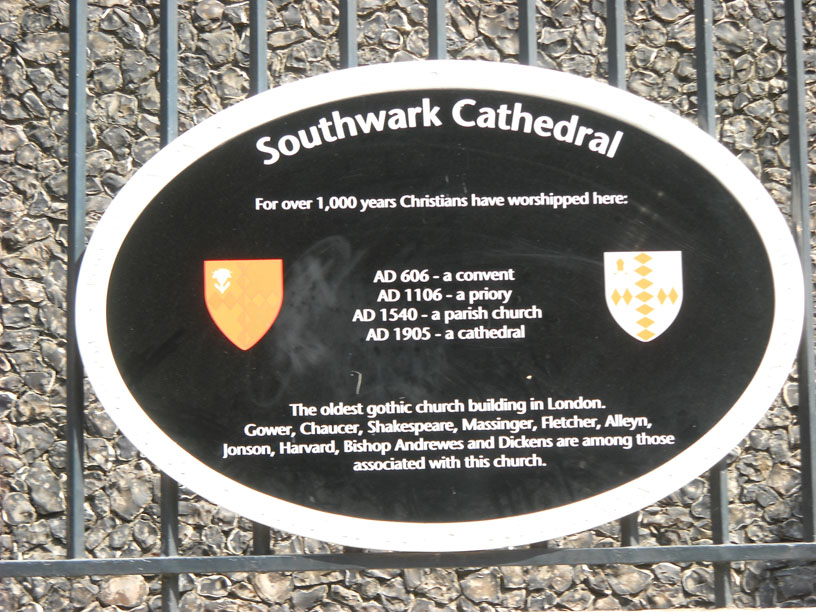 Southwark Cathedral
For over 1,000 years Christians have worshipped here:
AD 606 - a convent
AD 1106 - a priory
AD 1540 - a parish church
AD 1905 - a cathedral
The oldest gothic church building in London.
Gower, Chaucer, Shakespeare, Massinger, Fletcher, Alleyn,
Jonson, Harvard, Bishop Andrewes and Dickens are among those
associated with this church.